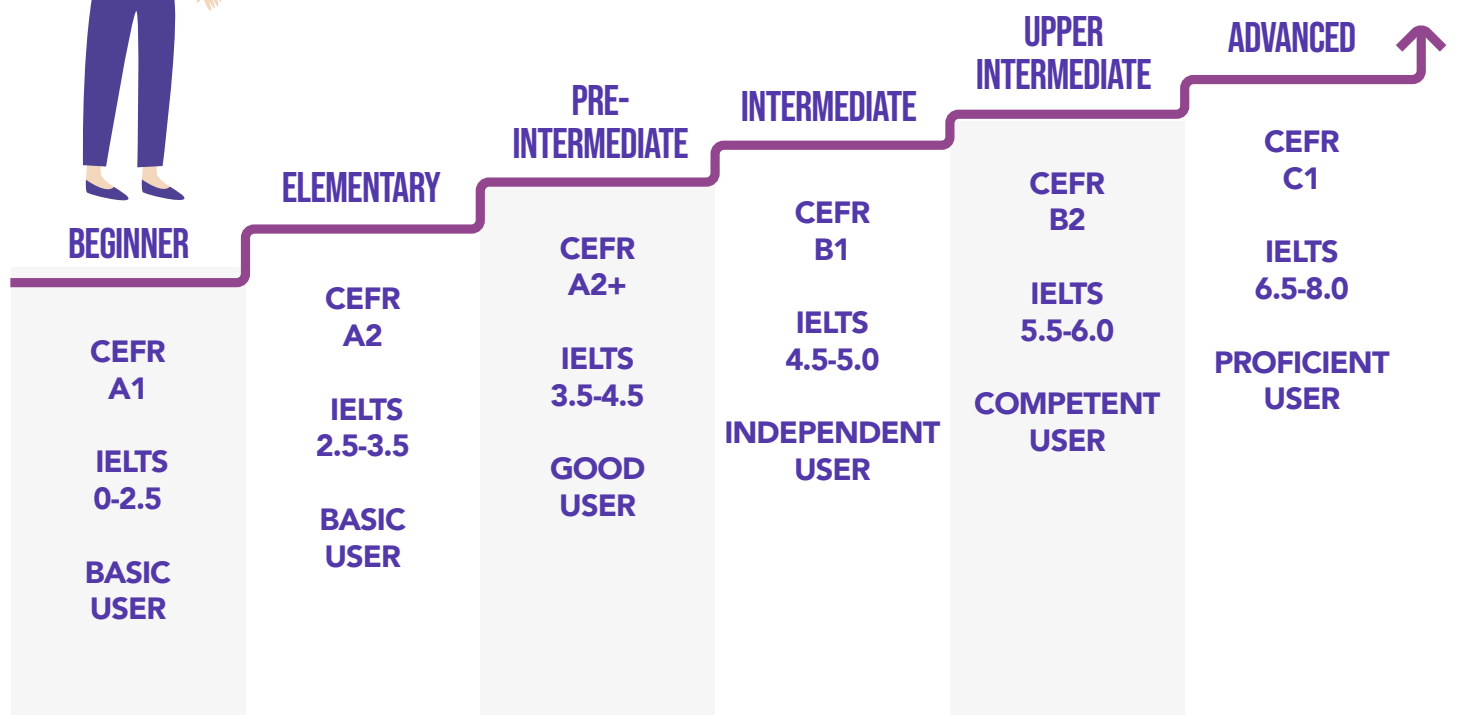 BEGINNER
CEFR
A1
IELTS
0-2.5
BASIC
USER
ELEMENTARY
CEFR
A2
IELTS
2.5-3.5
BASIC
USER
PRE-
INTERMEDIATE
CEFR
A2+
IELTS
3.5-4.5
GOOD
USER
INTERMEDIATE
CEFR
B1
IELTS
4.5-5.0
INDEPENDENT
USER
UPPER
INTERMEDIATE
CEFR
B2
IELTS
5.5-6.0
COMPETENT
USER
ADVANCED
CEFR
C1
IELTS
6.5-8.0
PROFICIENT
USER